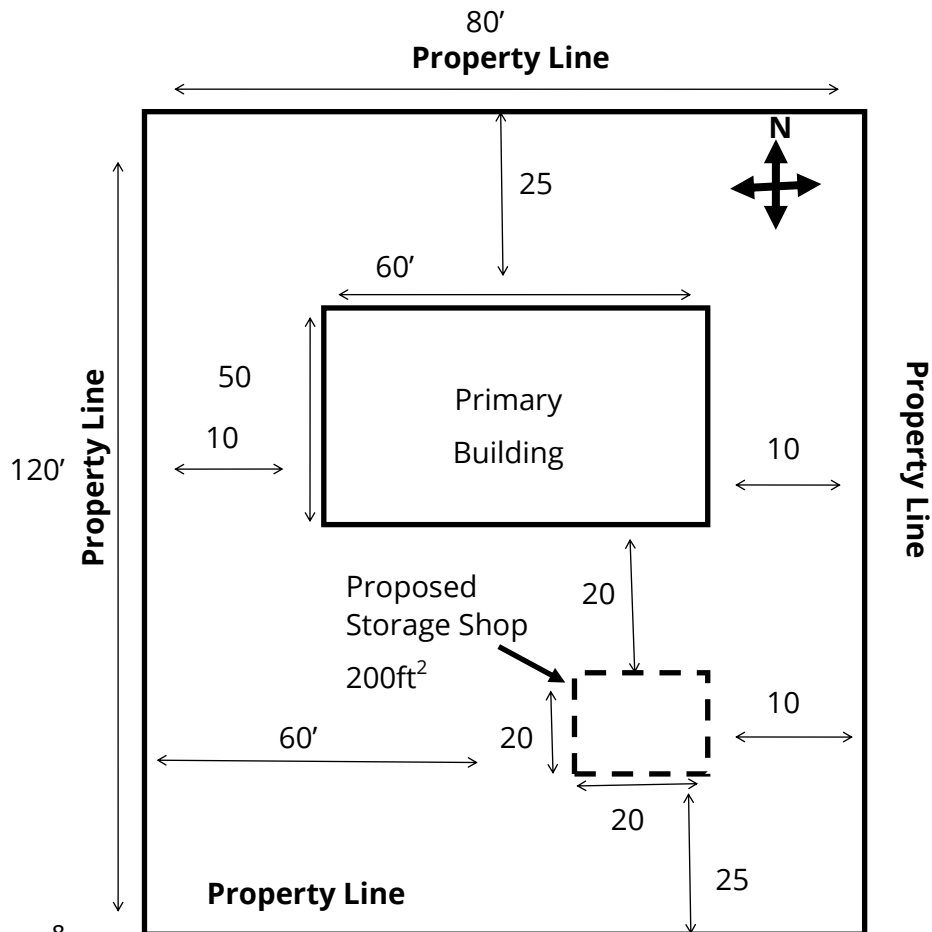 80’
Property Line
N
25
60’
50
Primary
Building
10
10
Property Line
120’
Property Line
Proposed
Storage Shop
200ft²
20
10
60’
20
20
25
Property Line